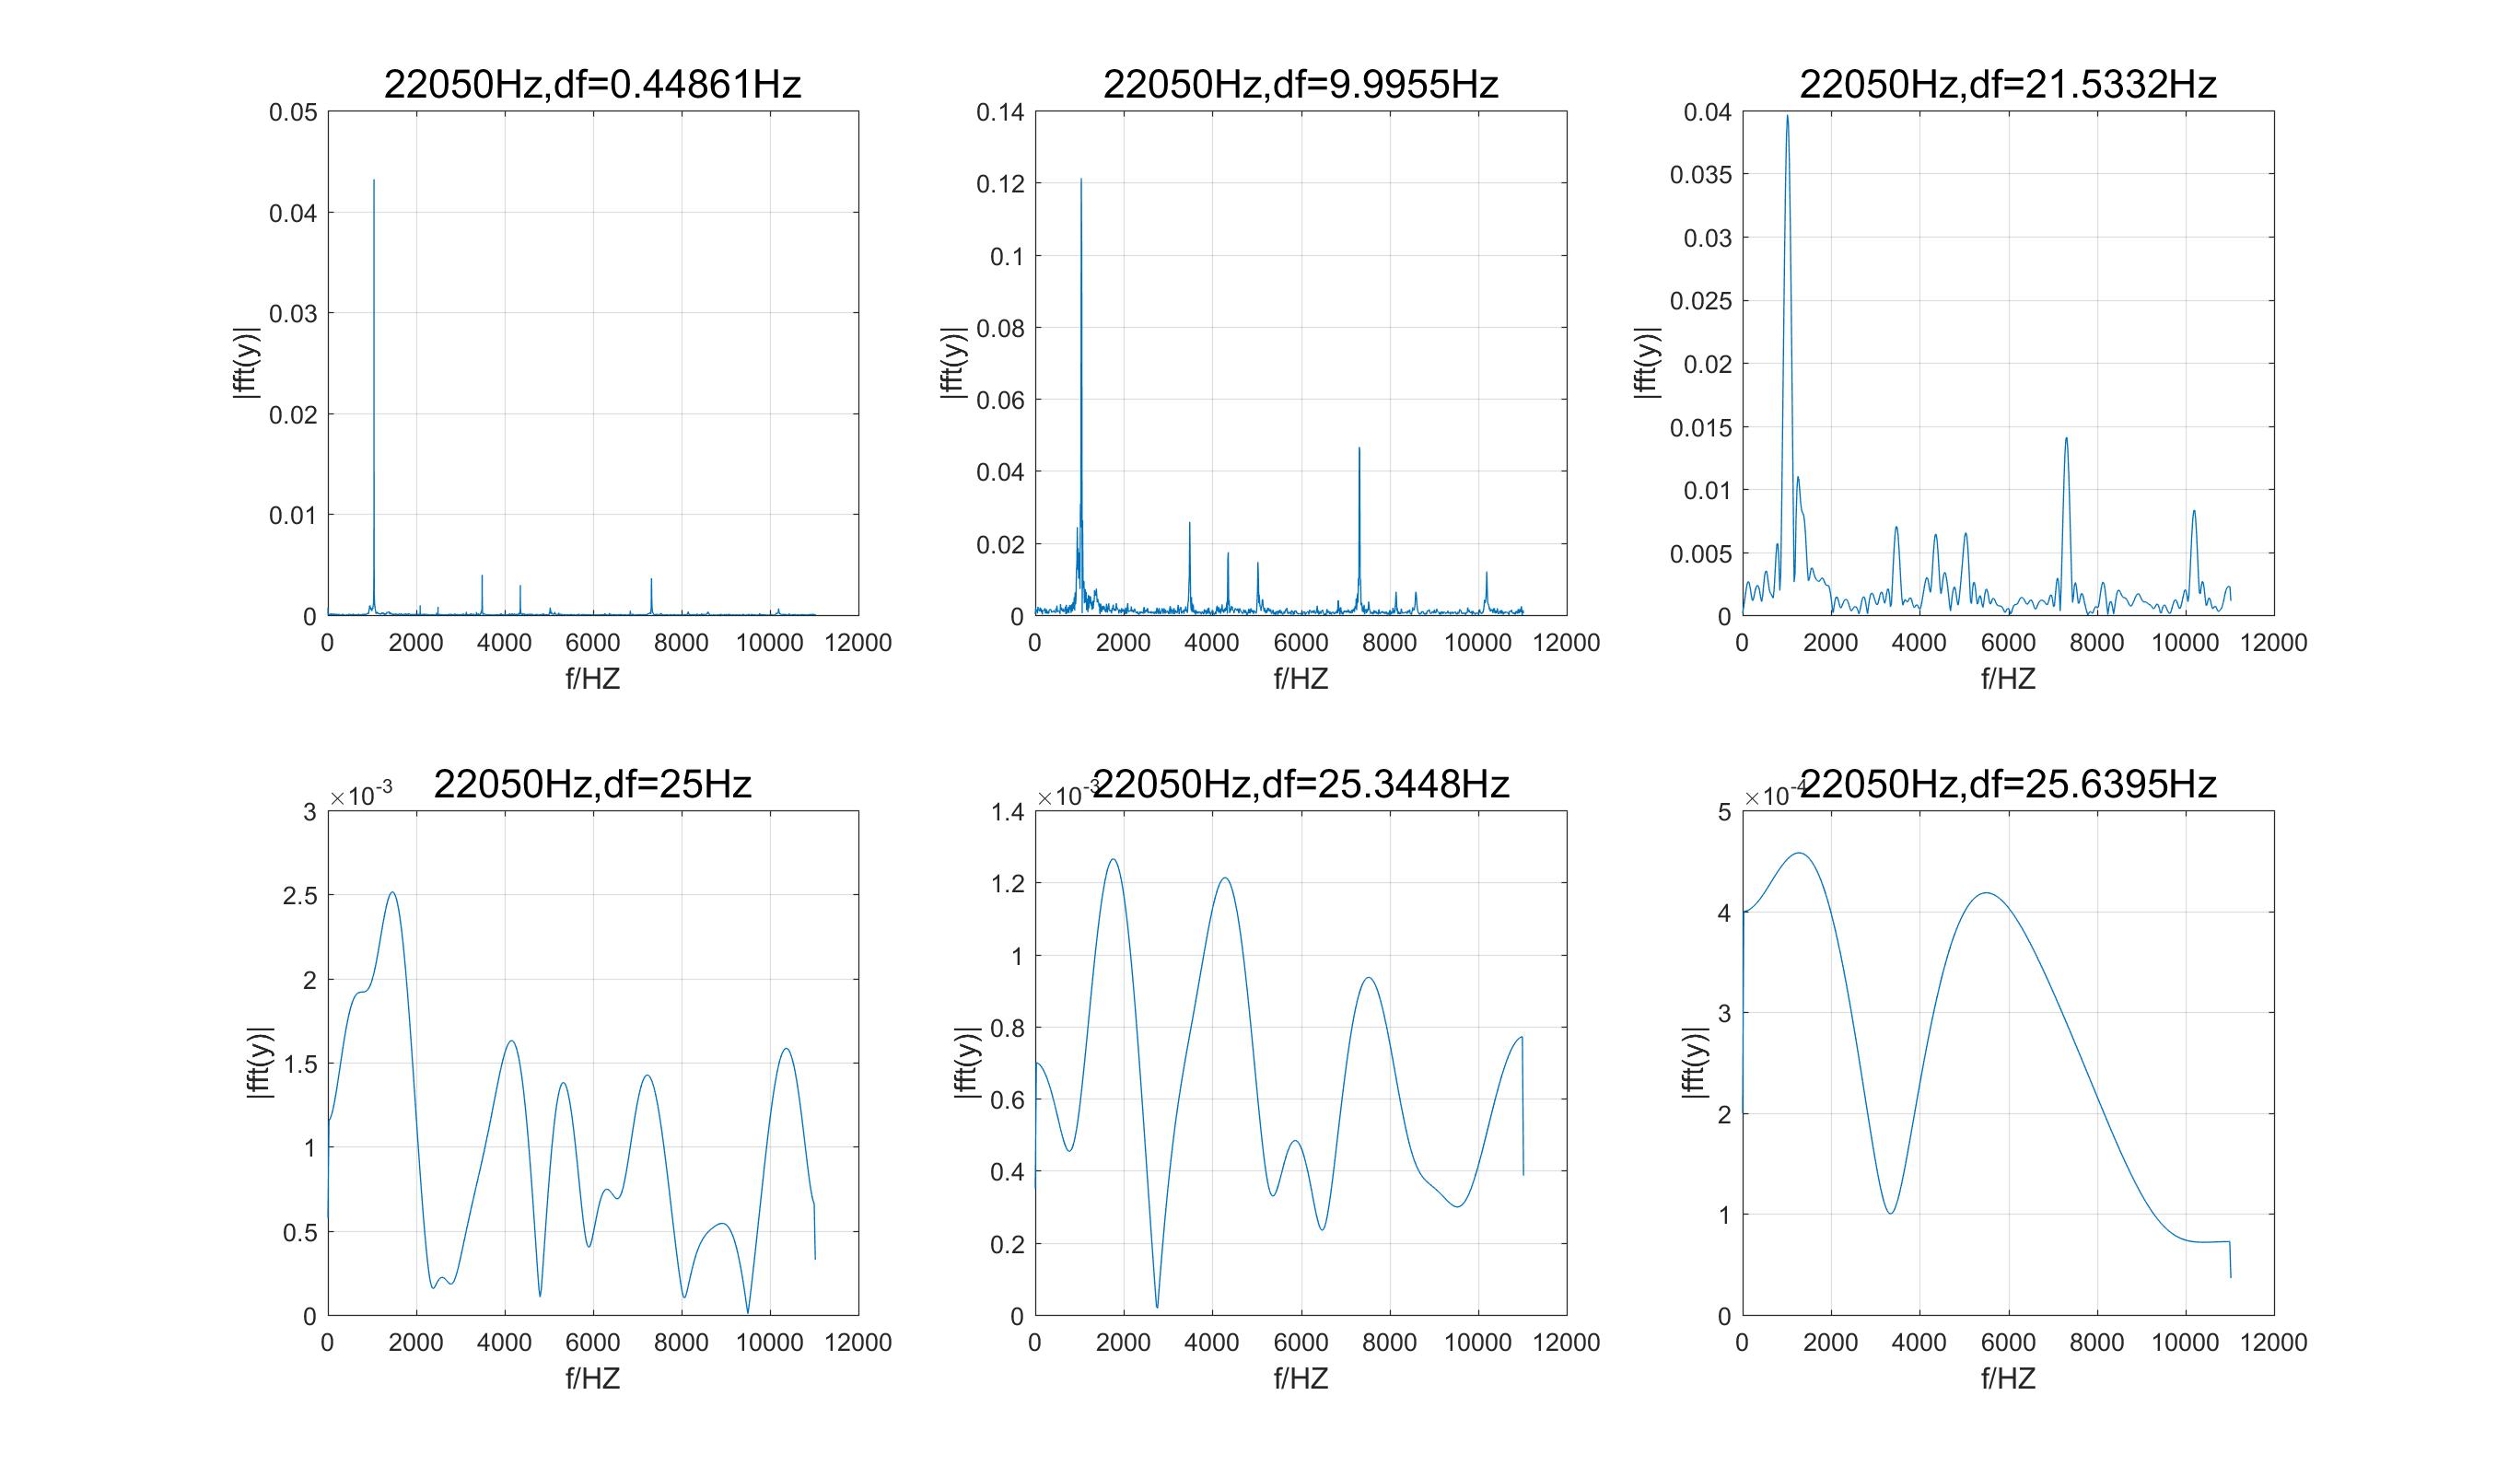 22050Hz,df=0.44861Hz
0.05
0.04
0.03
0.02
0.01
0
|fft(y)|
0 2000 4000 6000 8000 10000 12000
f/HZ
22050Hz,df=9.9955Hz
0.14
0.12
0.1
0.08
0.06
0.04
0.02
0
|fft(y)|
0 2000 4000 6000 8000 10000 12000
f/HZ
22050Hz,df=21.5332Hz
0.04
0.035
0.03
0.025
0.02
0.015
0.01
0.005
0
|fft(y)|
0 2000 4000 6000 8000 10000 12000
f/HZ
22050Hz,df=25Hz
×10-3
3
2.5
2
1.5
1
0.5
0
|fft(y)|
0 2000 4000 6000 8000 10000 12000
f/HZ
22050Hz,df=25.3448Hz
×10-3
1.4
1.2
1
0.8
0.6
0.4
0.2
0
|fft(y)|
0 2000 4000 6000 8000 10000 12000
f/HZ
22050Hz,df=25.6395Hz
×10-4
5
4
3
2
1
0
|fft(y)|
0 2000 4000 6000 8000 10000 12000
f/HZ